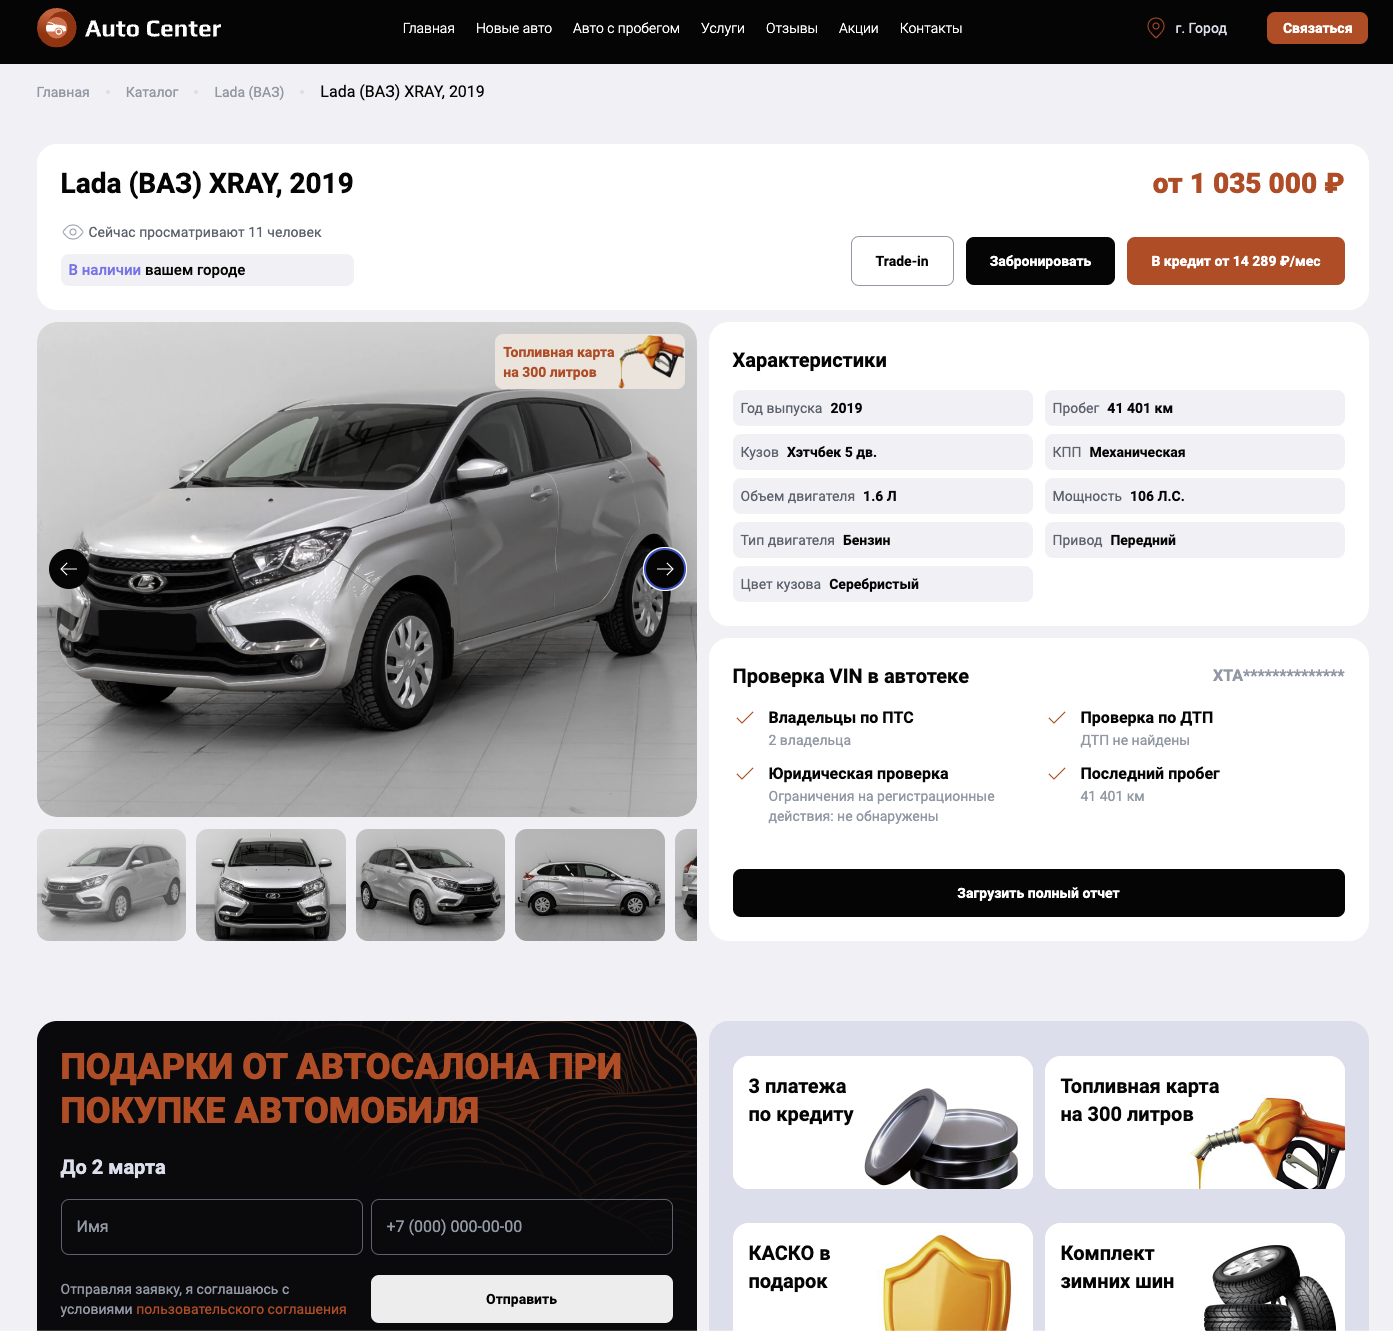 Auto Center
Главная Новые авто Авто с пробегом Услуги Отзывы Акции Контакты
г. Город
Связаться
Главная Каталог Lada (ВАЗ) Lada (ВАЗ) XRAY, 2019
Lada (ВАЗ) XRAY, 2019
от 1 035 000 ₽
Сейчас просматривают 11 человек
В наличии вашем городе
Trade-in
Забронировать
В кредит от 14 289 ₽/мес
Топливная карта
на 300 литров
Характеристики
Год выпуска 2019
Пробег 41 401 км
Кузов Хэтчбек 5 дв.
КПП Механическая
Объем двигателя 1.6 Л
Мощность 106 Л.С.
Тип двигателя Бензин
Привод Передний
Цвет кузова Серебристый
Проверка VIN в автотеке
XTA**************
Владельцы по ПТС
2 владельца
Проверка по ДТП
ДТП не найдены
Юридическая проверка
Ограничения на регистрационные
действия: не обнаружены
Последний пробег
41 401 км
Загрузить полный отчет
ПОДАРКИ ОТ АВТОСАЛОНА ПРИ
ПОКУПКЕ АВТОМОБИЛЯ
До 2 марта
Имя
+7 (000) 000-00-00
Отправляя заявку, я соглашаюсь с
условиями пользовательского соглашения
Отправить
3 платежа
по кредиту
Топливная карта
на 300 литров
КАСКО в
подарок
Комплект
зимних шин